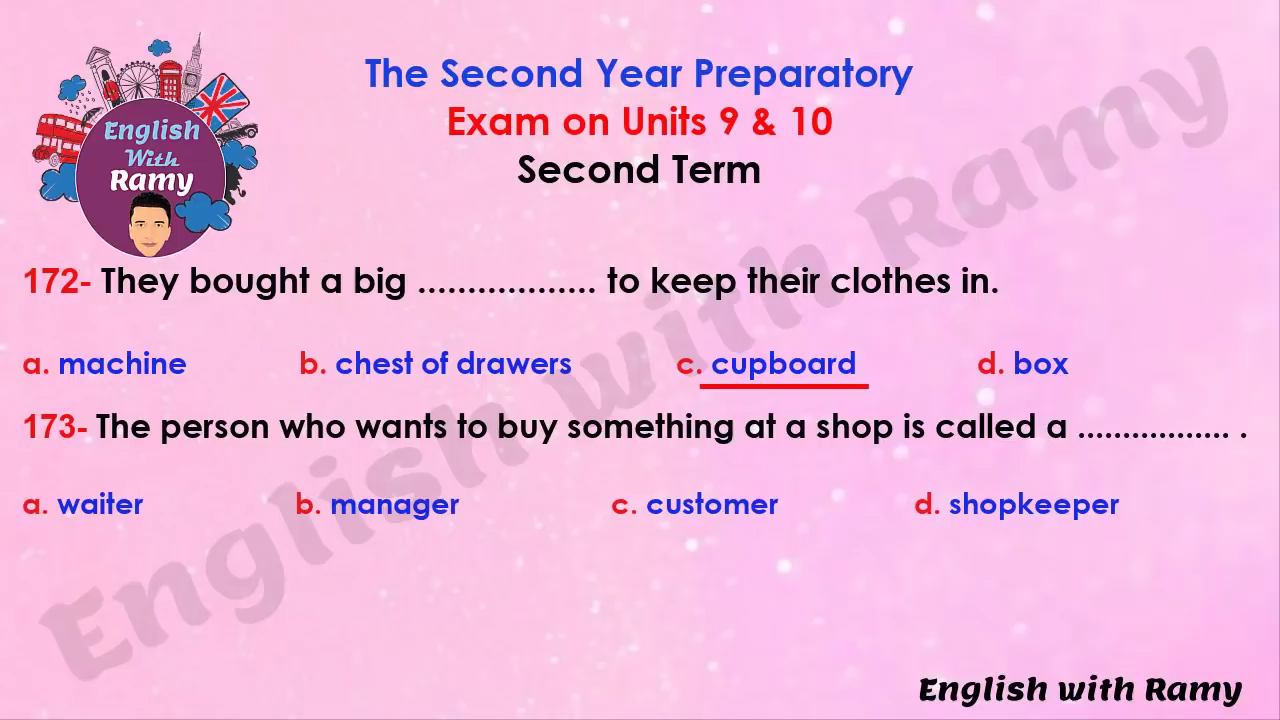 English
With
Ramy
The Second Year Preparatory
Exam on Units 9 & 10
Second Term
172- They bought a big .................. to keep their clothes in.
a. machine b. chest of drawers c. cupboard d. box
173- The person who wants to buy something at a shop is called a ................. .
a. waiter b. manager c. customer d. shopkeeper
English with Ramy
English with Ramy